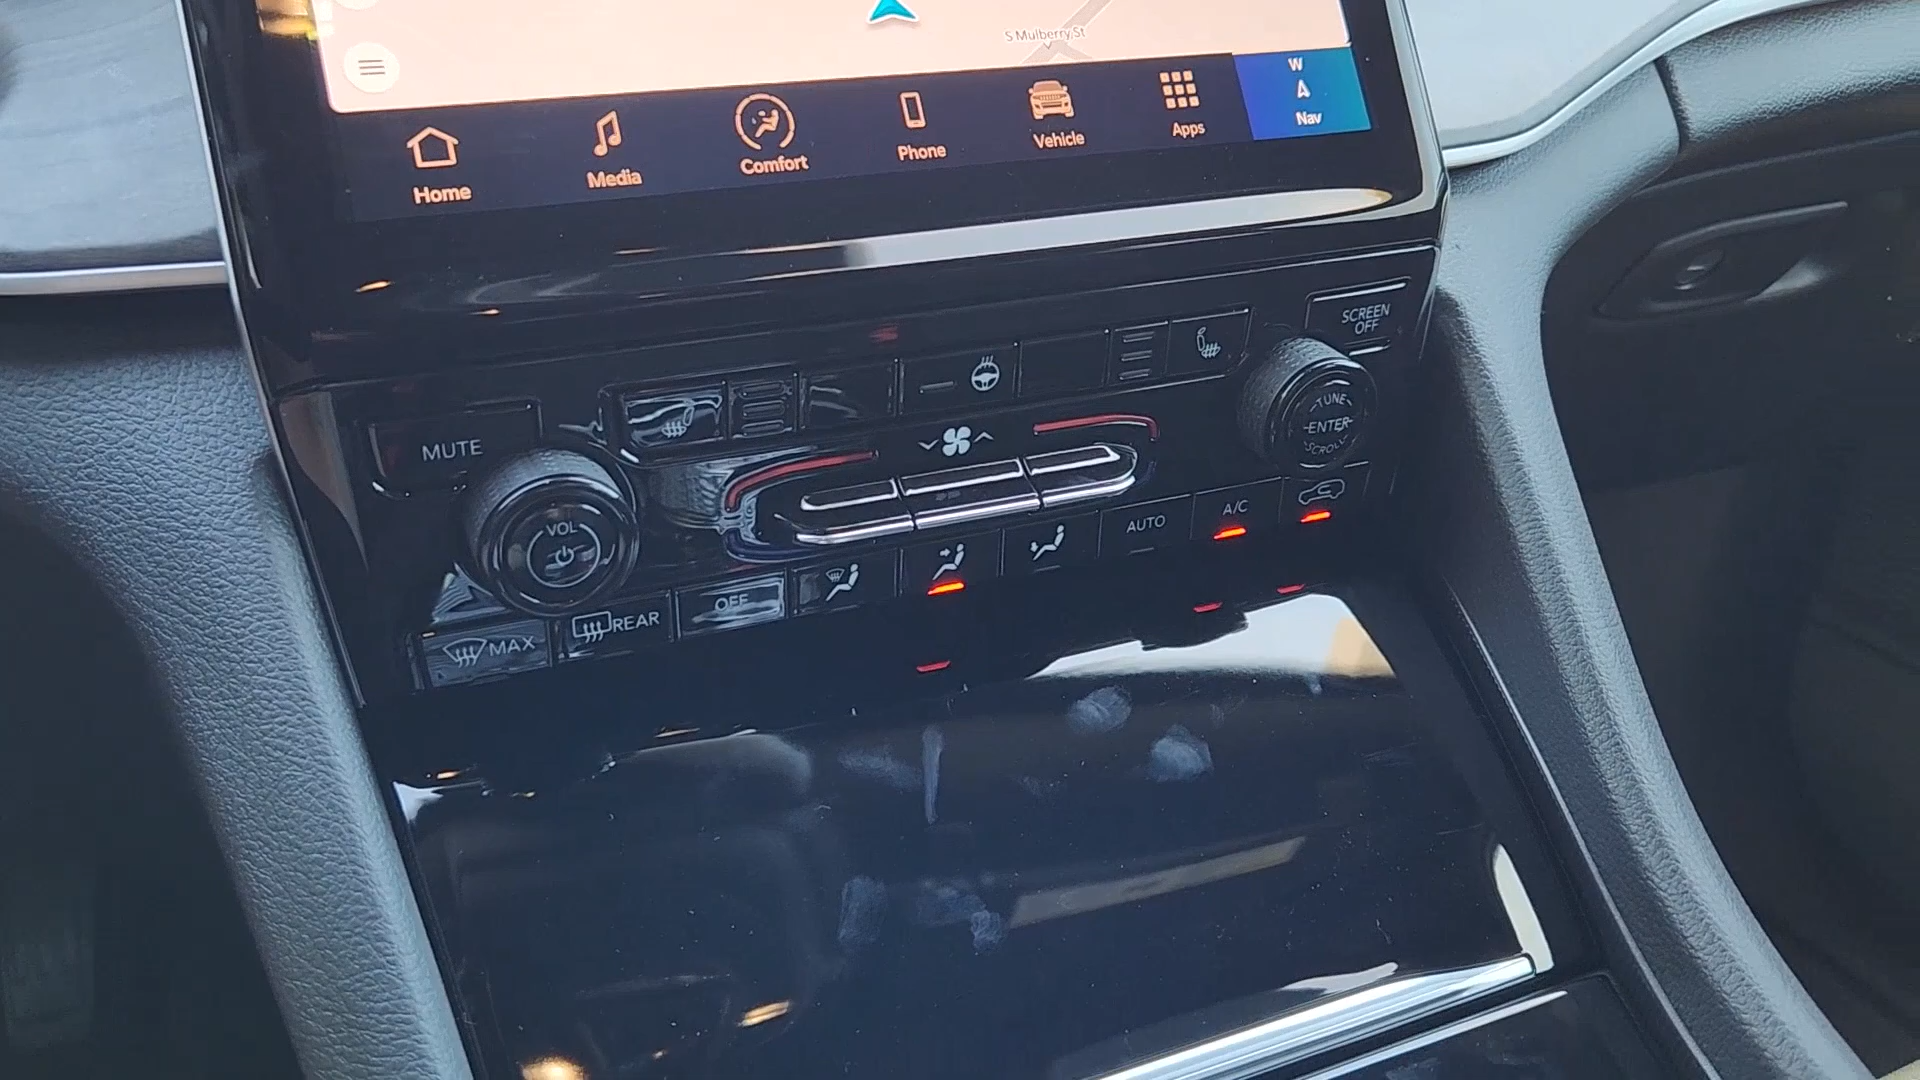 S Mulberry St
W
Home
Media
Comfort
Phone
Vehicle
Apps
Nav
SCREEN
OFF
MUTE
TUNE
ENTER
SCROLL
VOL
AUTO
A/C
MAX
REAR
OFF